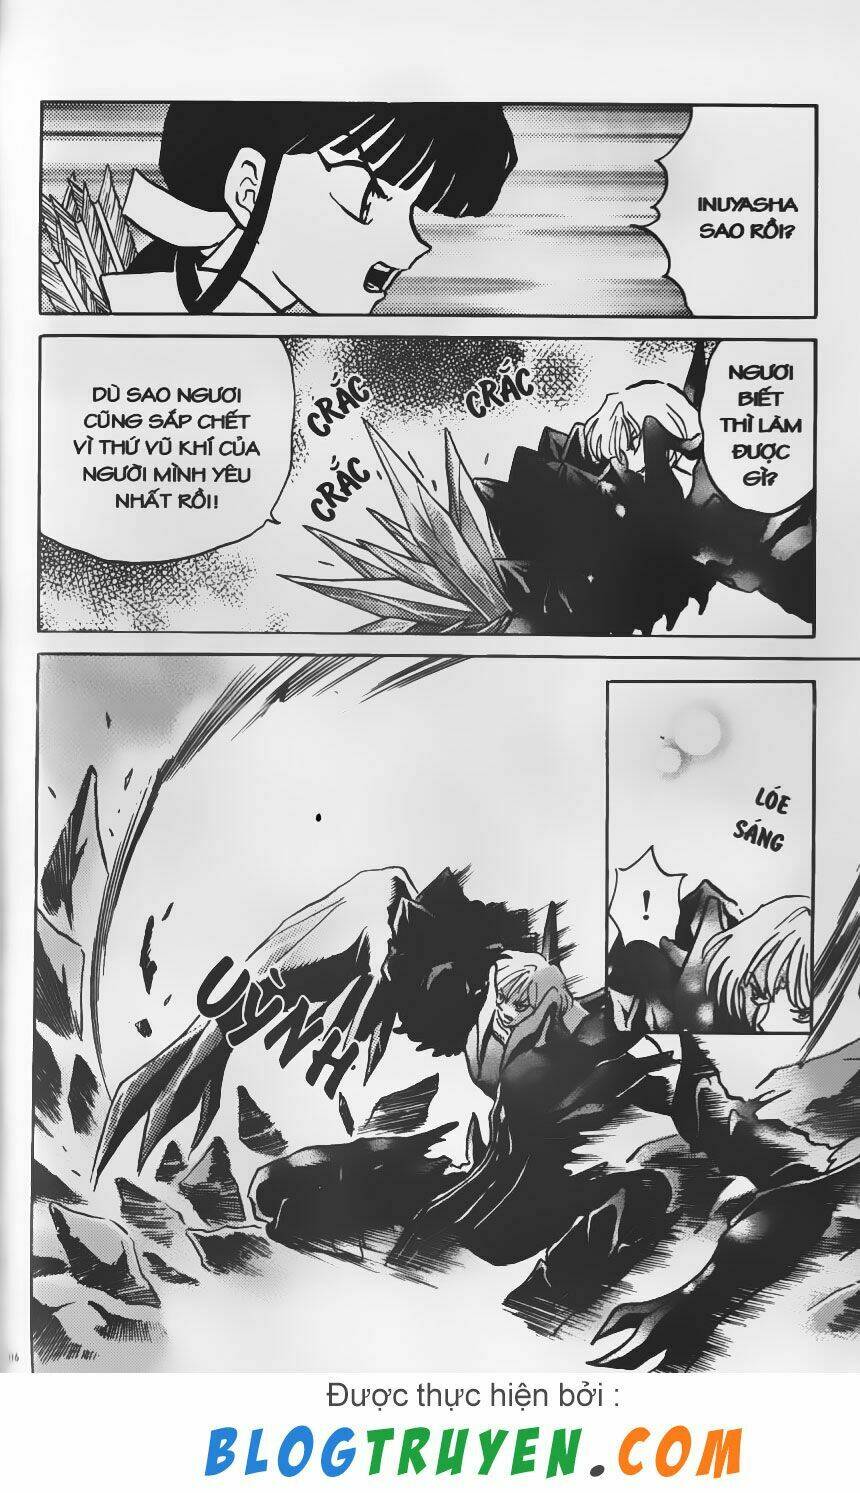 INUYASHA
SAO RỒI?
NGƯƠI
BIẾT
THÌ LÀM
ĐƯỢC
GÌ?
CRẮC
CRẮC
CRẮC
DÙ SAO NGƯƠI
CŨNG SẮP CHẾT
VÌ THỨ VŨ KHÍ CỦA
NGƯỜI MÌNH YÊU
NHẤT RỒI!
LÓE
SÁNG
!
UỲNH
Được thực hiện bởi :
BLOGTRUYEN.COM